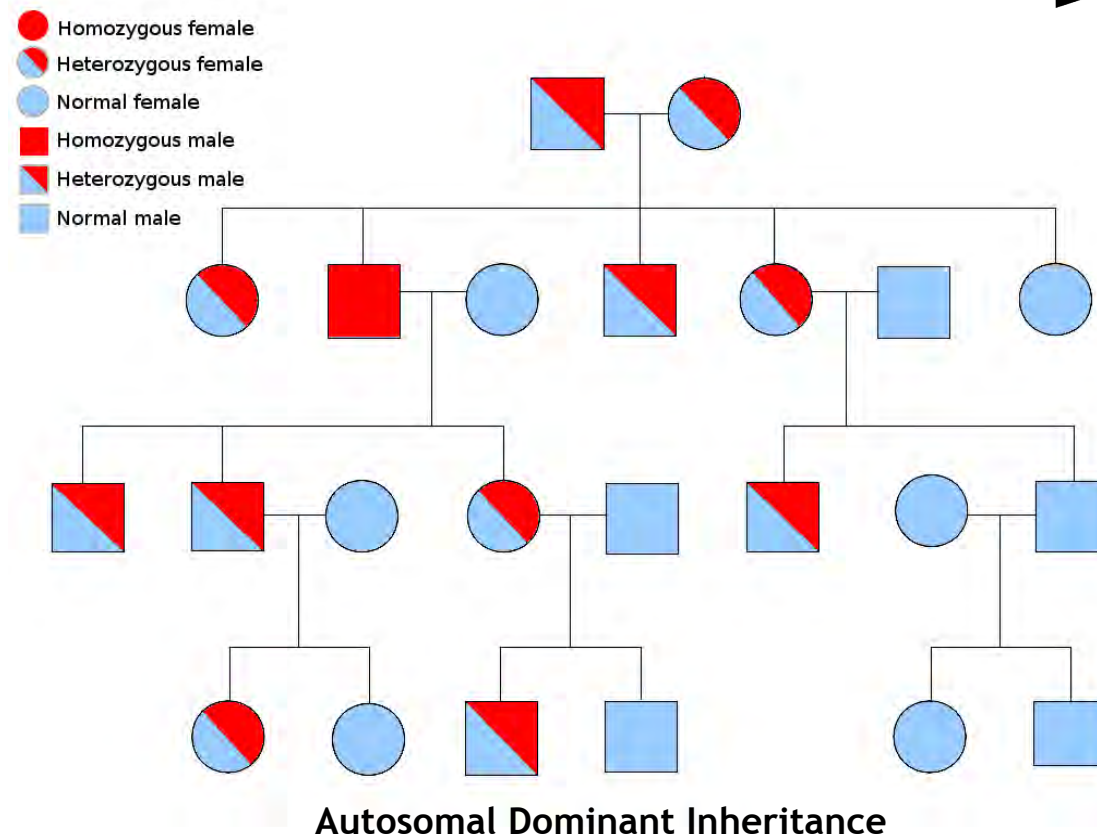 Homozygous female
Heterozygous female
Normal female
Homozygous male
Heterozygous male
Normal male
Autosomal Dominant Inheritance